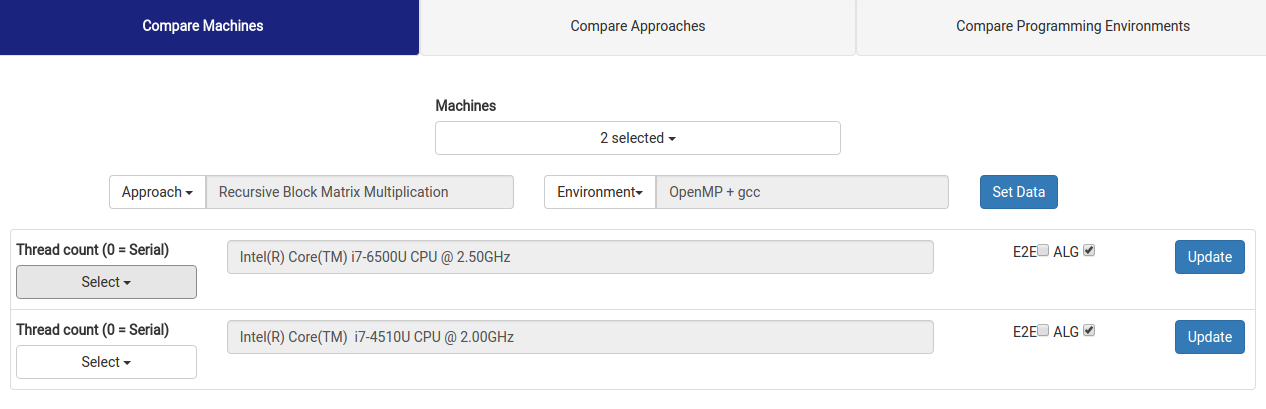 Compare Machines
Compare Approaches
Compare Programming Environments
Machines
2 selected
Approach
Recursive Block Matrix Multiplication
Environment
OpenMP + gcc
Set Data
Thread count (0 = Serial)
Select
Intel(R) Core(TM) i7-6500U CPU @ 2.50GHz
E2E ALG
Update
Thread count (0 = Serial)
Select
Intel(R) Core(TM)  i7-4510U CPU @ 2.00GHz
E2E ALG
Update